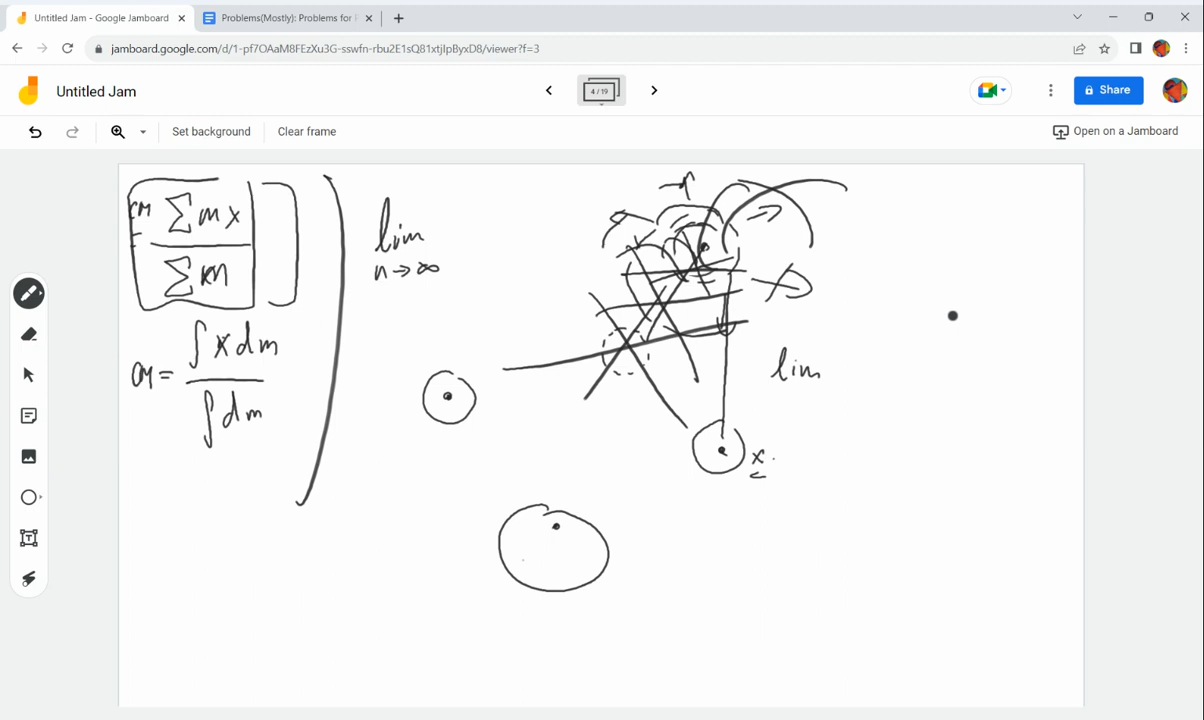 Untitled Jam - Google Jamboard
Problems(Mostly): Problems for
jamboard.google.com/d/1-pf7OAaM8FEzXu3G-sswfn-rbu2E1sQ81xtjIpByxD8/viewer?f=3
Untitled Jam
4 / 19
Share
Set background
Clear frame
Open on a Jamboard
CM = ∑mx / ∑m
CM = ∫x dm / ∫dm
lim
n→∞
lim
x